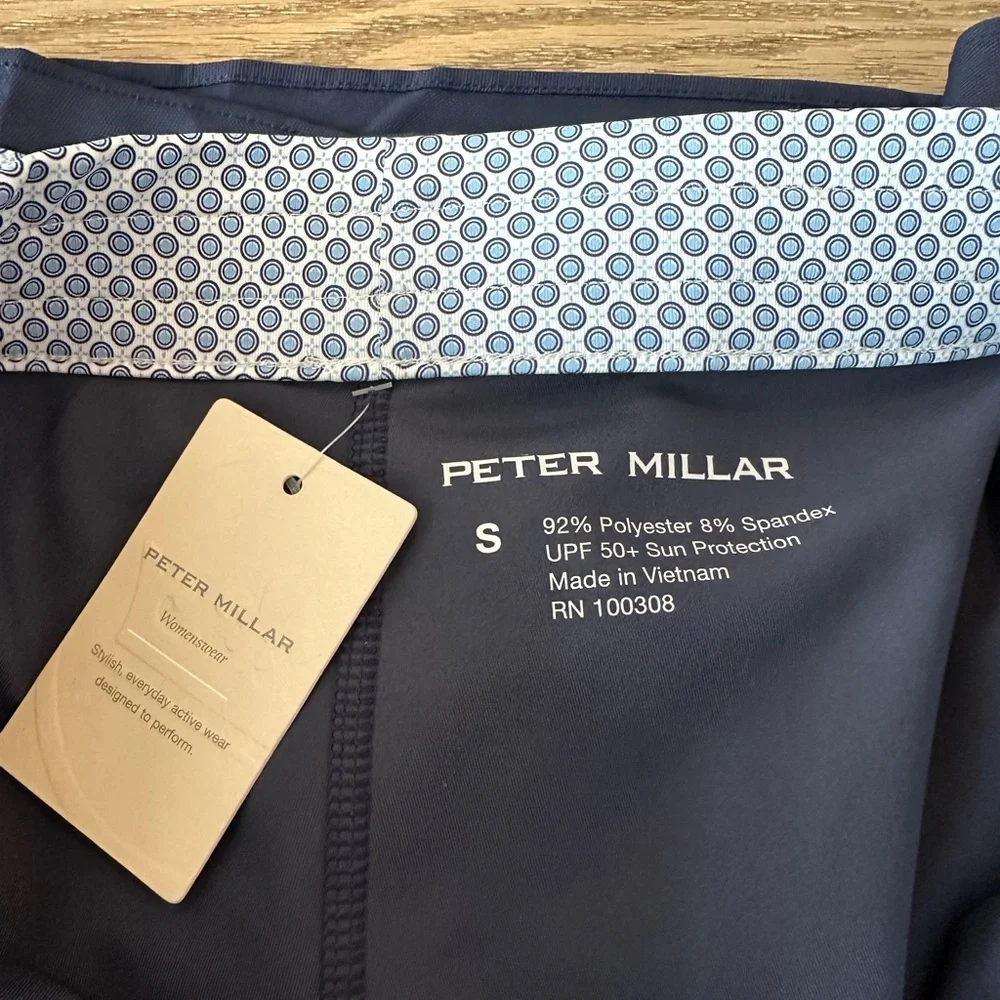 PETER MILLAR
S
92% Polyester 8% Spandex
UPF 50+ Sun Protection
Made in Vietnam
RN 100308
PETER MILLAR
Womenswear
Stylish, everyday active wear
designed to perform.